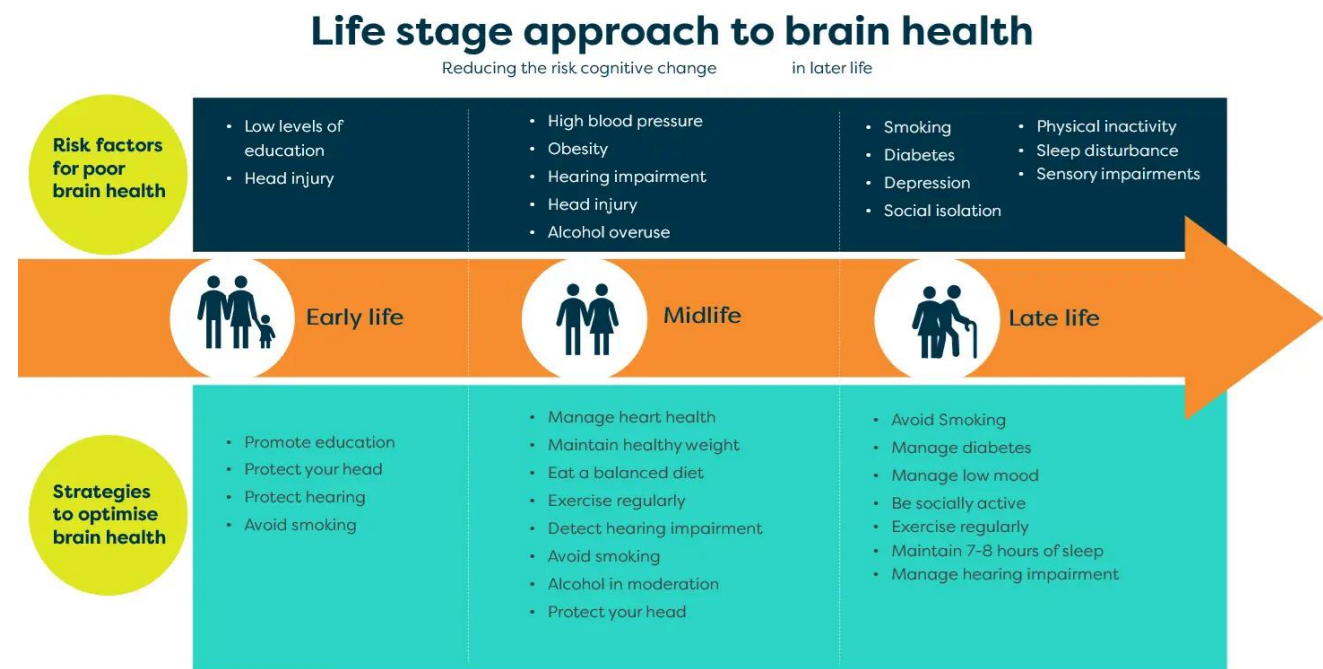 Life stage approach to brain health
Reducing the risk cognitive change in later life
Risk factors
for poor
brain health
• Low levels of
education
• Head injury
• High blood pressure
• Obesity
• Hearing impairment
• Head injury
• Alcohol overuse
• Smoking
• Diabetes
• Depression
• Social isolation
• Physical inactivity
• Sleep disturbance
• Sensory impairments
Early life
Midlife
Late life
Strategies
to optimise
brain health
• Promote education
• Protect your head
• Protect hearing
• Avoid smoking
• Manage heart health
• Maintain healthy weight
• Eat a balanced diet
• Exercise regularly
• Detect hearing impairment
• Avoid smoking
• Alcohol in moderation
• Protect your head
• Avoid Smoking
• Manage diabetes
• Manage low mood
• Be socially active
• Exercise regularly
• Maintain 7-8 hours of sleep
• Manage hearing impairment